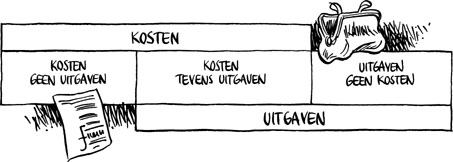 KOSTEN
KOSTEN
GEEN UITGAVEN
KOSTEN
TEVENS UITGAVEN
UITGAVEN
GEEN KOSTEN
UITGAVEN